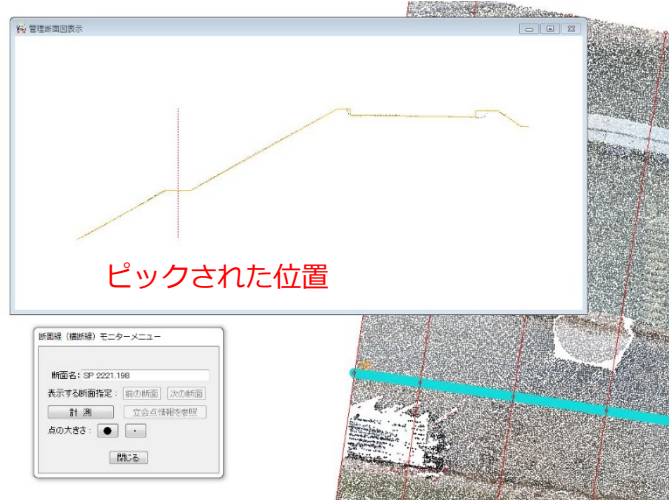 管理断面図表示
ピックされた位置
断面線（横断線）モニターメニュー
断面名： SP 2221.198
表示する断面指定： 前の断面 次の断面
計 測 立会点情報を参照
点の大きさ： ● ・
閉じる